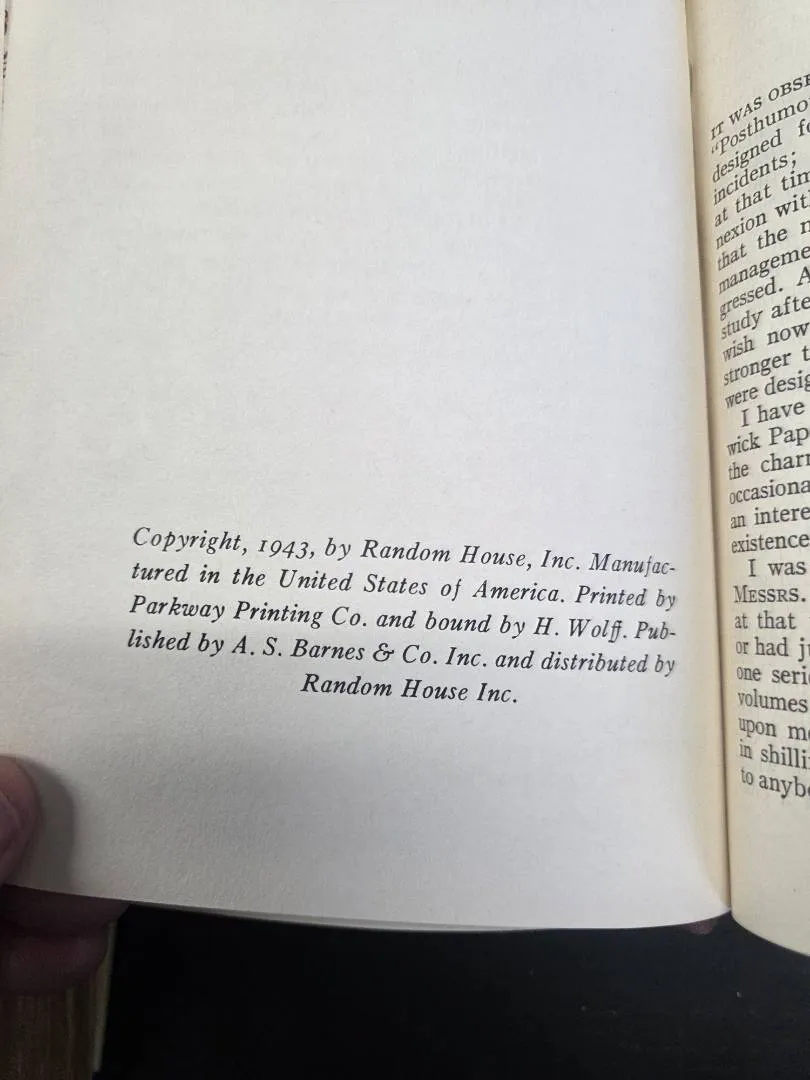 Copyright, 1943, by Random House, Inc. Manufac-
tured in the United States of America. Printed by
Parkway Printing Co. and bound by H. Wolff. Pub-
lished by A. S. Barnes & Co. Inc. and distributed by
Random House Inc.
IT WAS
"Posthumo
designed
incidents;
at that tim
nexion wit
that the
manageme
gressed. A
study afte
wish now
stronger t
were desig
I have
wick Pap
the char
occasiona
an intere
existence
I was
MESSRS.
at that
or had j
one seri
volumes
upon m
in shilli
to anyb